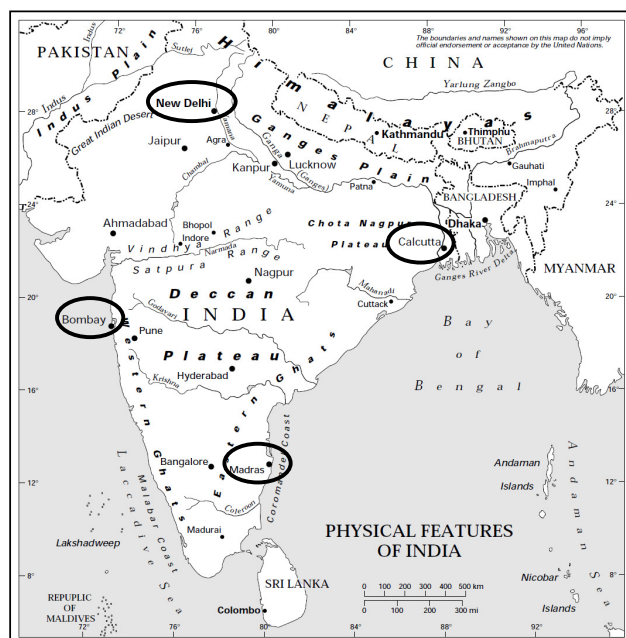 72° 76° 80° 84° 88° 92°
The boundaries and names shown on this map do not imply
official endorsement or acceptance by the United Nations.
PAKISTAN
CHINA
Indus Plain
Sutlej
Himalayas
Indus
Yarlung Zangbo
New Delhi
28°
28°
Great Indian Desert
Yamuna
Ganges Plain
NEPAL
Kathmandu
Thimphu
BHUTAN
Brahmaputra
Jaipur
Agra
Ganga
(Ganges)
Lucknow
Kanpur
Gauhati
Chambal
Yamuna
Patna
Imphal
BANGLADESH
24°
24°
Ahmadabad
Bhopol
Indore
Chota Nagpur
Plateau
Dhaka
Calcutta
Vindhya Range
Narmada
Satpura Range
Ganges River Delta
MYANMAR
Nagpur
20°
20°
Deccan
Mahanadi
Cuttack
INDIA
Godavari
Bombay
Pune
Bay
of
Bengal
Plateau
Hyderabad
Krishna
16°
16°
Western Ghats
Eastern Ghats
Coromandel Coast
Bangalore
Madras
Andaman
Islands
Andaman Sea
12°
12°
Laccadive Sea
Malabar Coast
Coleroon
Madurai
Lakshadweep
PHYSICAL FEATURES
OF INDIA
8°
8°
Nicobar
Islands
SRI LANKA
0 100 200 300 400 500 km
0 100 200 300 mi
REPUBLIC
OF
MALDIVES
Colombo
72° 76° 80° 84° 88° 92°